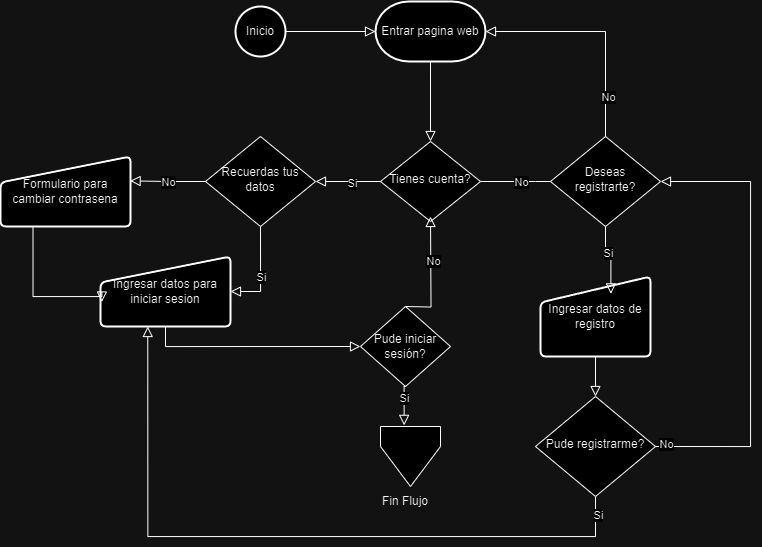 Inicio
Entrar pagina web
No
Recuerdas tus
datos
Tienes cuenta?
Deseas
registrarte?
Formulario para
cambiar contrasena
No
Si
No
Si
Si
No
Ingresar datos para
iniciar sesion
Ingresar datos de
registro
Pude iniciar
sesión?
Si
Pude registrarme?
No
Fin Flujo
Si